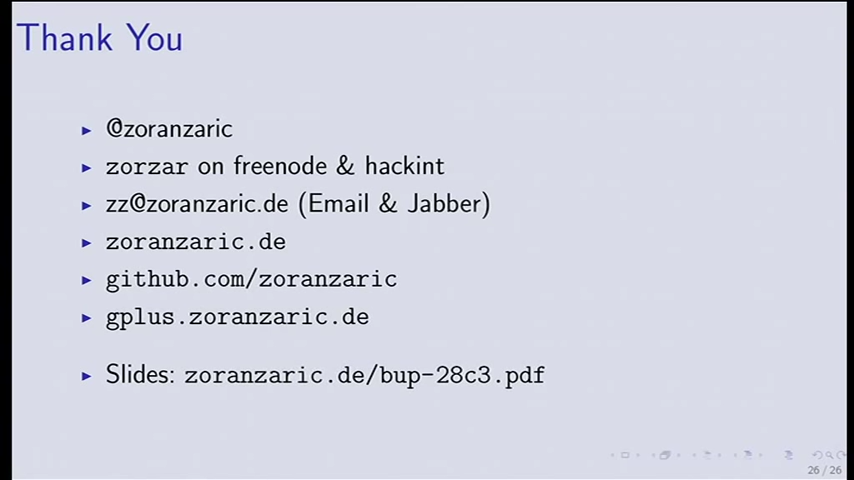 Thank You
@zoranzaric
zorzar on freenode & hackint
zz@zoranzaric.de (Email & Jabber)
zoranzaric.de
github.com/zoranzaric
gplus.zoranzaric.de
Slides: zoranzaric.de/bup-28c3.pdf
26 / 26